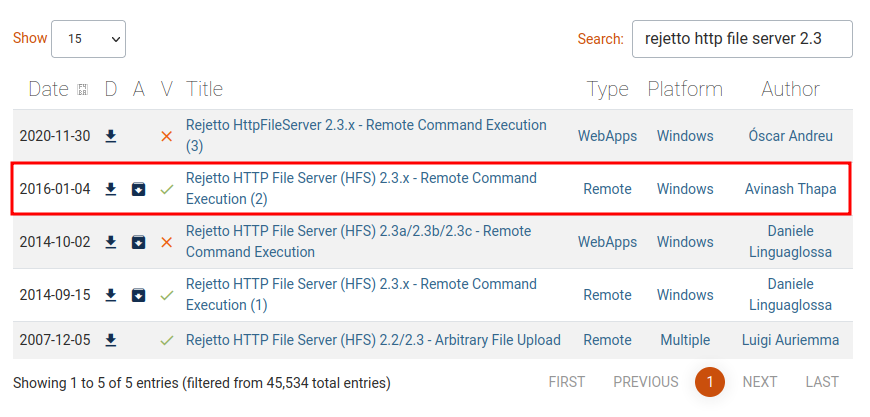 Show 15 Search: rejetto http file server 2.3
Date D A V Title Type Platform Author
2020-11-30 Rejetto HttpFileServer 2.3.x - Remote Command Execution
(3) WebApps Windows Óscar Andreu
2016-01-04 Rejetto HTTP File Server (HFS) 2.3.x - Remote Command
Execution (2) Remote Windows Avinash Thapa
2014-10-02 Rejetto HTTP File Server (HFS) 2.3a/2.3b/2.3c - Remote
Command Execution WebApps Windows Daniele
Linguaglossa
2014-09-15 Rejetto HTTP File Server (HFS) 2.3.x - Remote Command
Execution (1) Remote Windows Daniele
Linguaglossa
2007-12-05 Rejetto HTTP File Server (HFS) 2.2/2.3 - Arbitrary File Upload Remote Multiple Luigi Auriemma
Showing 1 to 5 of 5 entries (filtered from 45,534 total entries) FIRST PREVIOUS 1 NEXT LAST